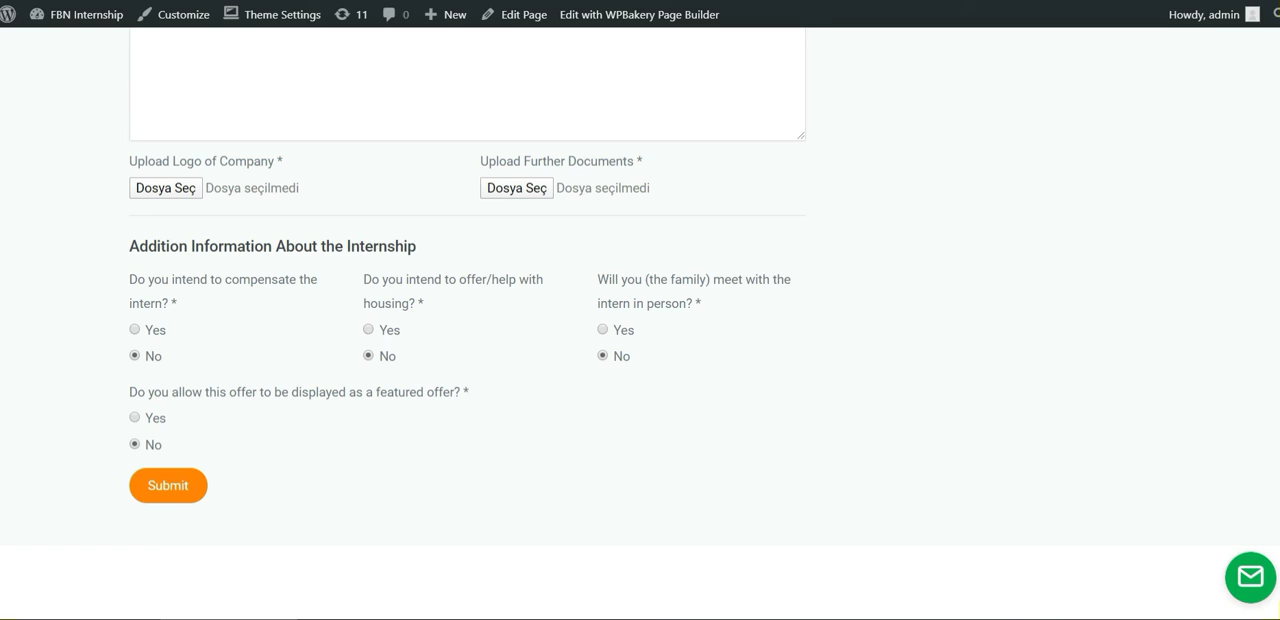 FBN Internship Customize Theme Settings 11 0 New Edit Page Edit with WPBakery Page Builder Howdy, admin
Upload Logo of Company * Upload Further Documents *
Dosya Seç Dosya seçilmedi Dosya Seç Dosya seçilmedi
Addition Information About the Internship
Do you intend to compensate the
intern? *
Yes
No
Do you intend to offer/help with
housing? *
Yes
No
Will you (the family) meet with the
intern in person? *
Yes
No
Do you allow this offer to be displayed as a featured offer? *
Yes
No
Submit